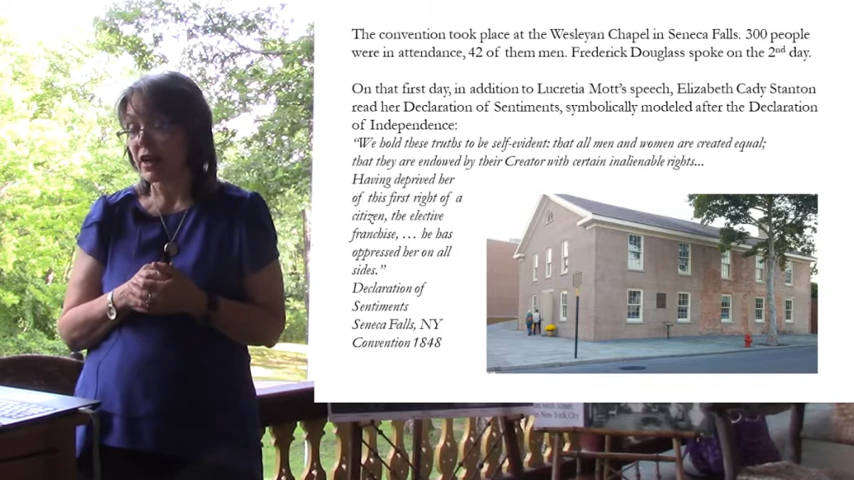 The convention took place at the Wesleyan Chapel in Seneca Falls. 300 people
were in attendance, 42 of them men. Frederick Douglass spoke on the 2nd day.
On that first day, in addition to Lucretia Mott's speech, Elizabeth Cady Stanton
read her Declaration of Sentiments, symbolically modeled after the Declaration
of Independence:
"We hold these truths to be self-evident: that all men and women are created equal;
that they are endowed by their Creator with certain inalienable rights...
Having deprived her
of this first right of a
citizen, the elective
franchise, … he has
oppressed her on all
sides."
Declaration of
Sentiments
Seneca Falls, NY
Convention 1848
in New York City